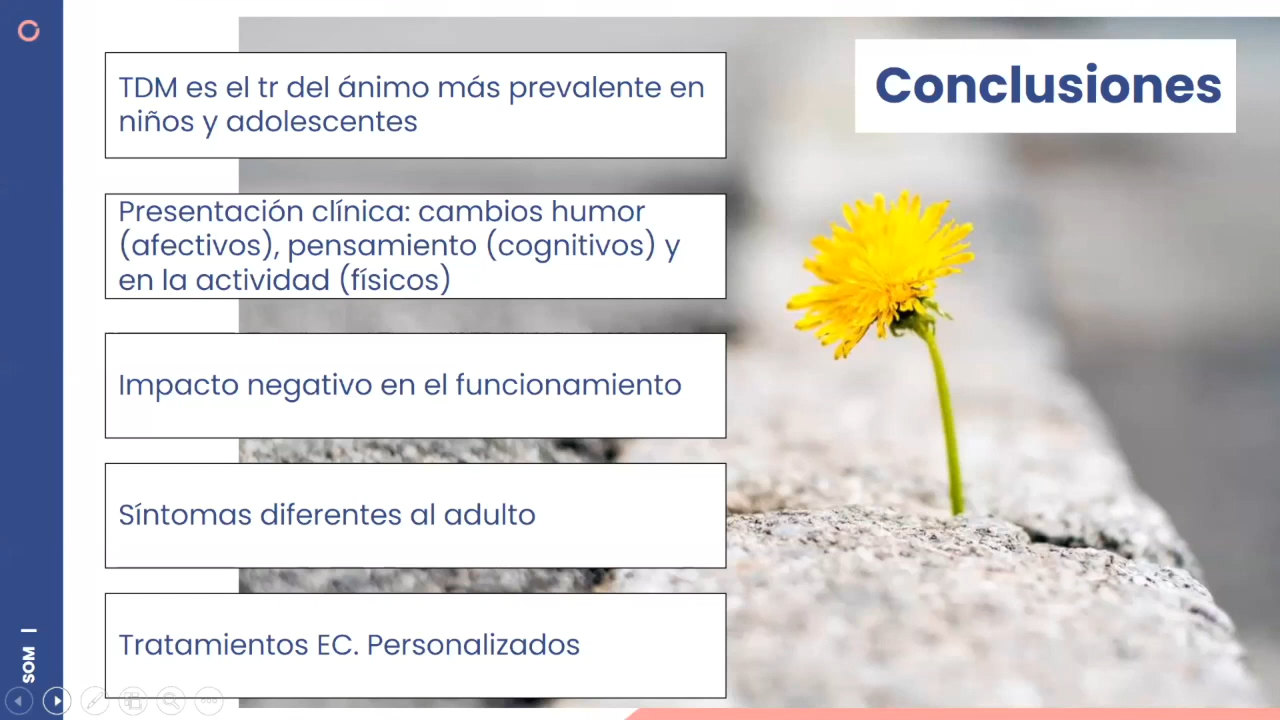 Conclusiones
TDM es el tr del ánimo más prevalente en
niños y adolescentes
Presentación clínica: cambios humor
(afectivos), pensamiento (cognitivos) y
en la actividad (físicos)
Impacto negativo en el funcionamiento
Síntomas diferentes al adulto
Tratamientos EC. Personalizados
SOM |